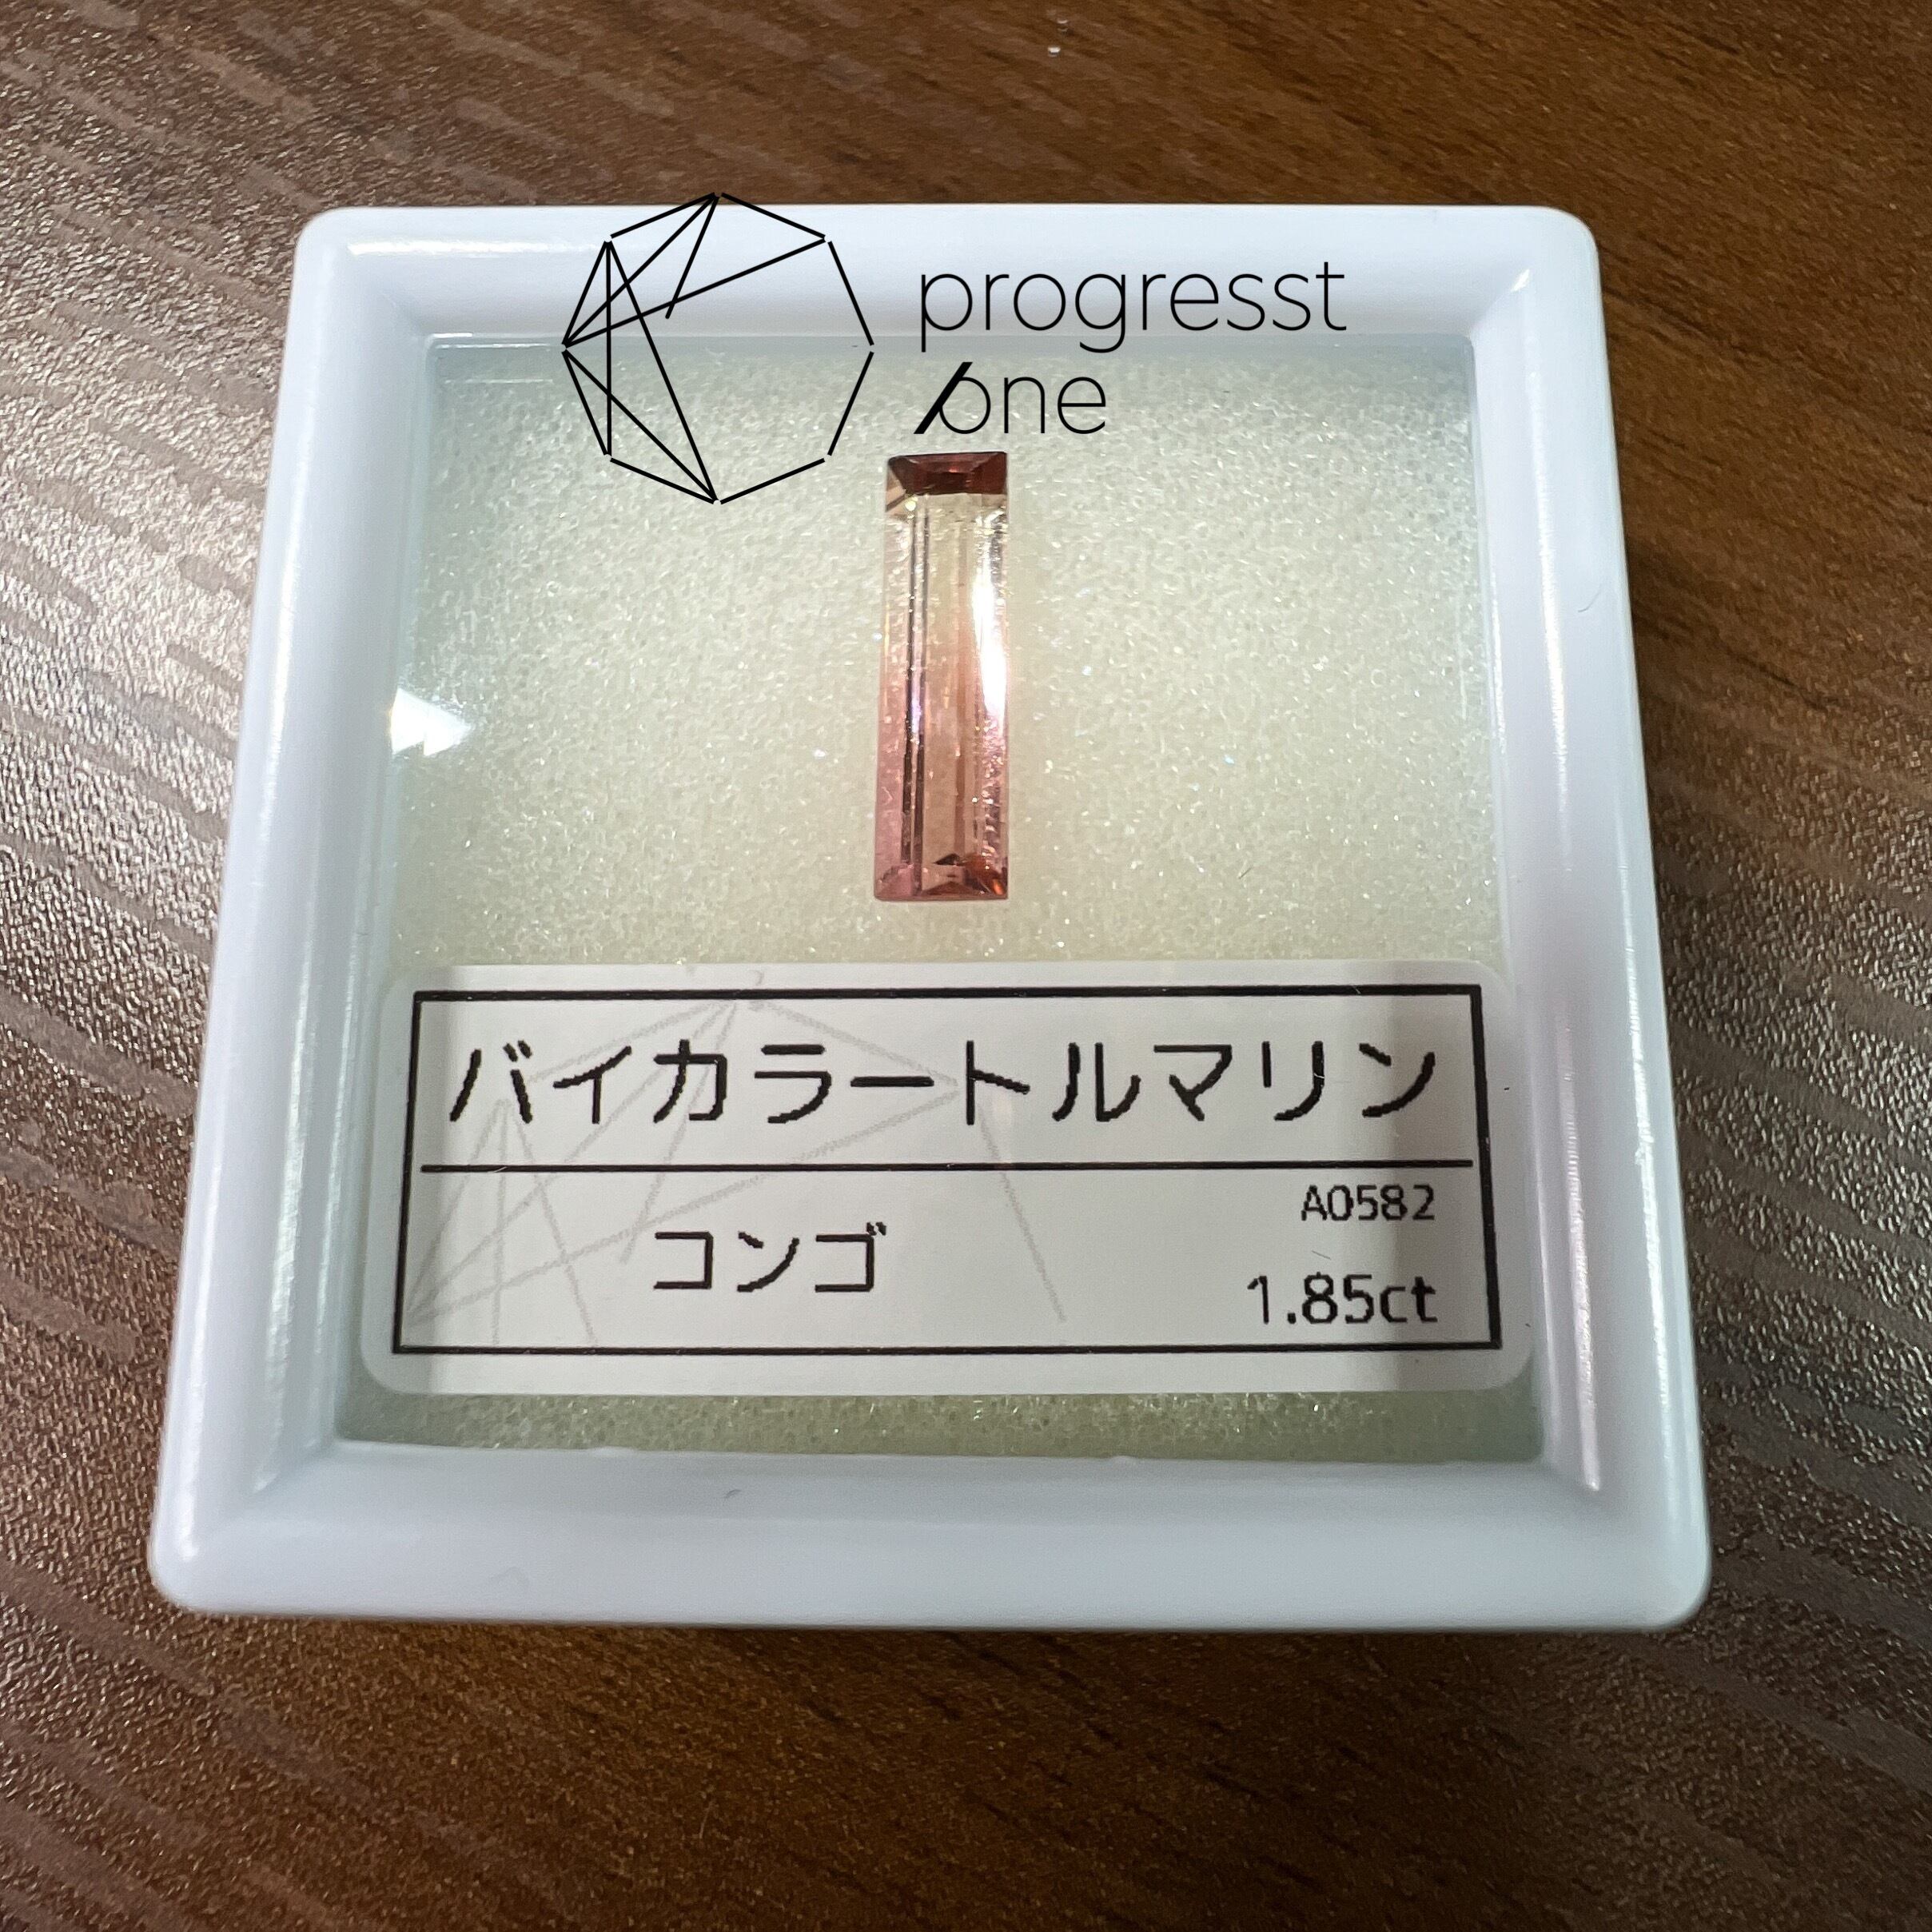 progresst
one
バイカラートルマリン
A0582
コンゴ
1.85ct